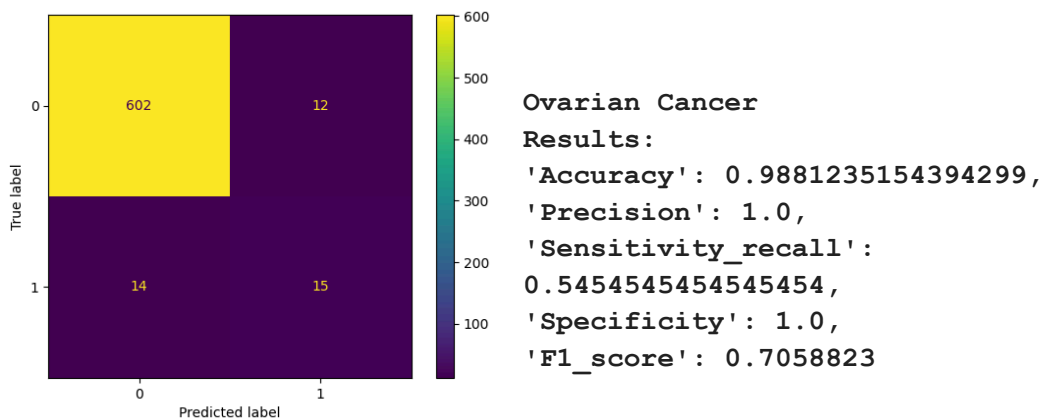 600
500
0
602
12
400
Ovarian Cancer
Results:
'Accuracy': 0.9881235154394299,
'Precision': 1.0,
'Sensitivity_recall':
0.5454545454545454,
'Specificity': 1.0,
'F1_score': 0.7058823
True label
300
200
1
14
15
100
0
1
Predicted label